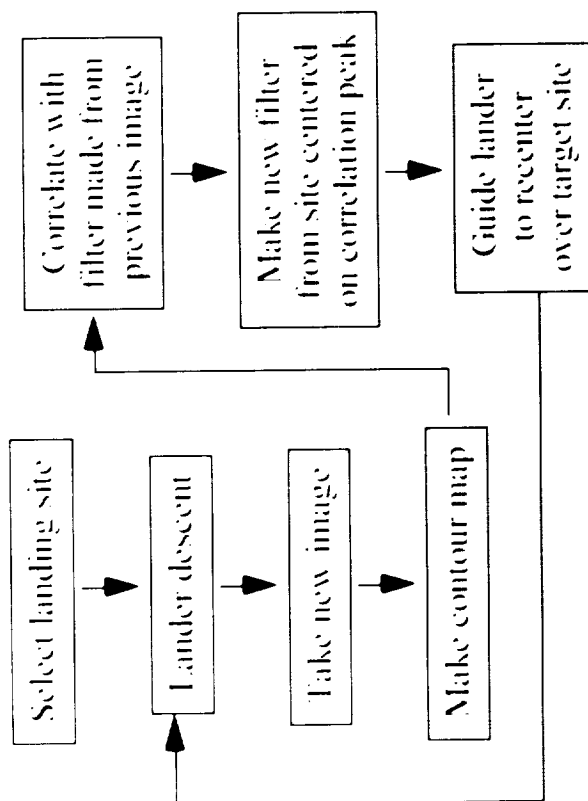 Select landing site
Lander descent
Take new image
Make contour map
Correlate with
filter made from
previous image
Make new filter
from site centered
on correlation peak
Guide lander
to recenter
over target site